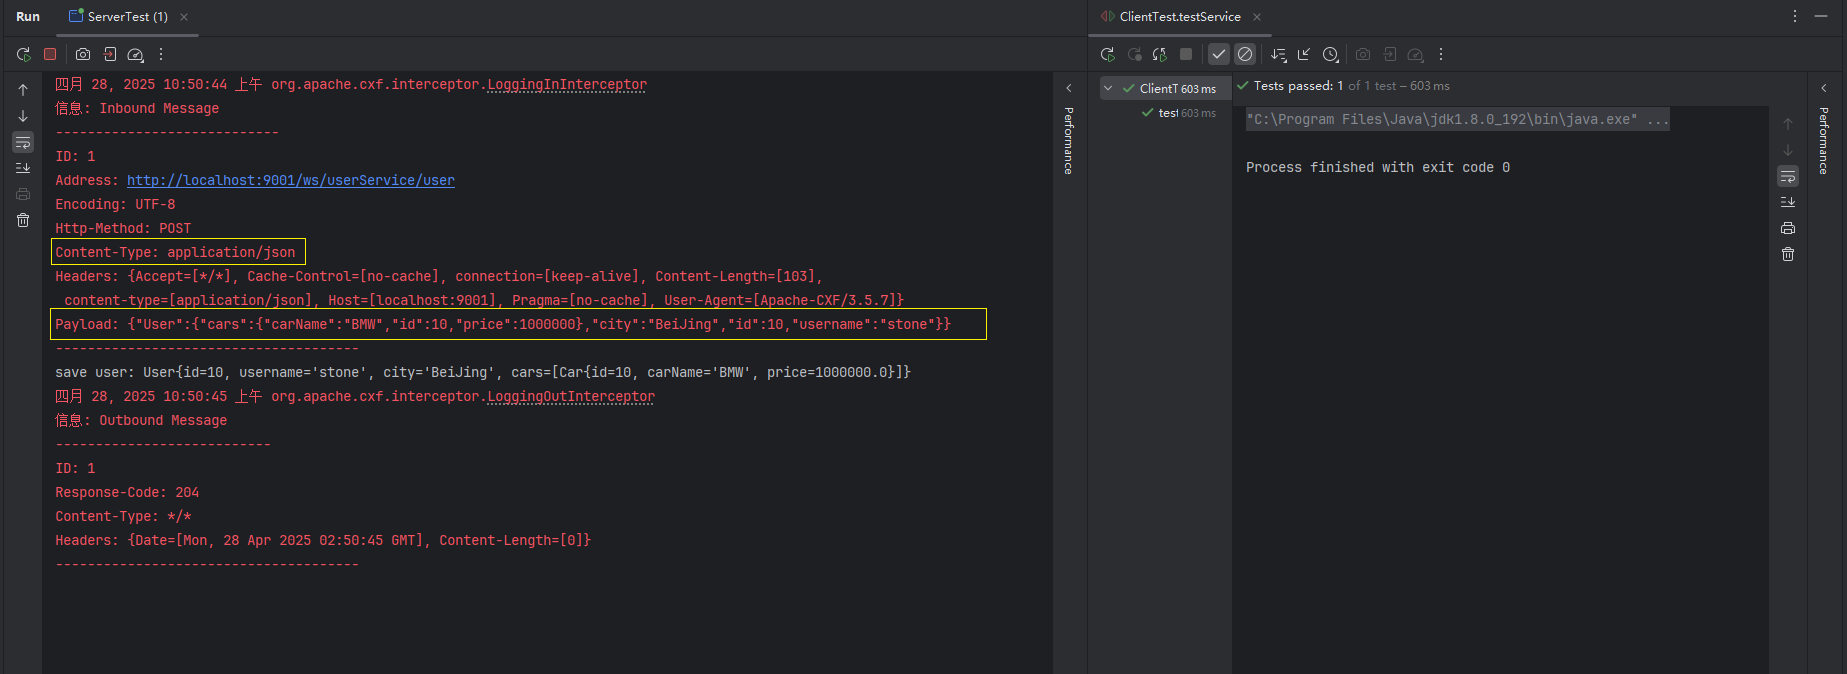 Run
ServerTest (1)
四月 28, 2025 10:50:44 上午 org.apache.cxf.interceptor.LoggingInInterceptor
信息: Inbound Message
----------------------------
ID: 1
Address: http://localhost:9001/ws/userService/user
Encoding: UTF-8
Http-Method: POST
Content-Type: application/json
Headers: {Accept=[*/*], Cache-Control=[no-cache], connection=[keep-alive], Content-Length=[103],
content-type=[application/json], Host=[localhost:9001], Pragma=[no-cache], User-Agent=[Apache-CXF/3.5.7]}
Payload: {"User":{"cars":{"carName":"BMW","id":10,"price":1000000},"city":"BeiJing","id":10,"username":"stone"}}
--------------------------------------
save user: User{id=10, username='stone', city='BeiJing', cars=[Car{id=10, carName='BMW', price=1000000.0}]}
四月 28, 2025 10:50:45 上午 org.apache.cxf.interceptor.LoggingOutInterceptor
信息: Outbound Message
---------------------------
ID: 1
Response-Code: 204
Content-Type: */*
Headers: {Date=[Mon, 28 Apr 2025 02:50:45 GMT], Content-Length=[0]}
--------------------------------------
Performance
ClientTest.testService
ClientT 603 ms
test 603 ms
Tests passed: 1 of 1 test – 603 ms
"C:\Program Files\Java\jdk1.8.0_192\bin\java.exe" ...
Process finished with exit code 0
Performance